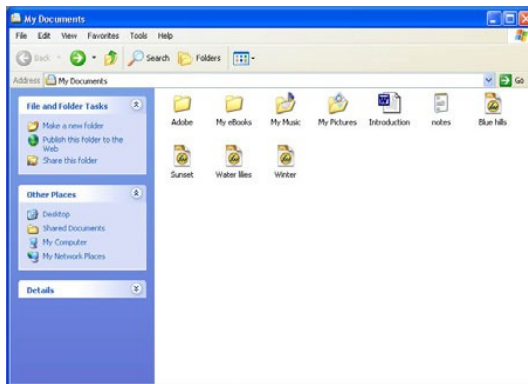 My Documents
File Edit View Favorites Tools Help
Back Search Folders
Address My Documents Go
File and Folder Tasks
Make a new folder
Publish this folder to the
Web
Share this folder
Other Places
Desktop
Shared Documents
My Computer
My Network Places
Details
Adobe My eBooks My Music My Pictures Introduction notes Blue hills
Sunset Water lilies Winter